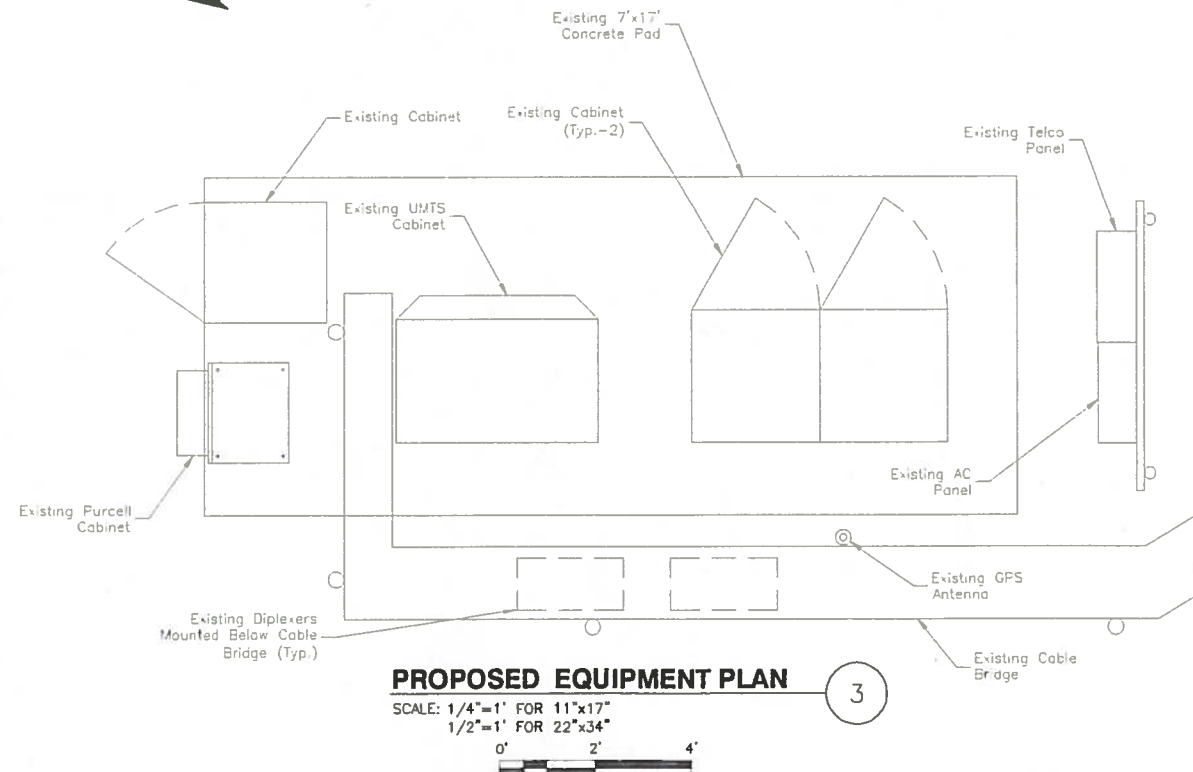 Existing 7'x17'
Concrete Pad
Existing Cabinet
Existing Cabinet
(Typ.-2)
Existing Telco
Panel
Existing UMTS
Cabinet
Existing AC
Panel
Existing Purcell
Cabinet
Existing GPS
Antenna
Existing Diplexers
Mounted Below Cable
Bridge (Typ.)
Existing Cable
Bridge
PROPOSED EQUIPMENT PLAN
3
SCALE: 1/4"=1' FOR 11"x17"
1/2"=1' FOR 22"x34"
0' 2' 4'